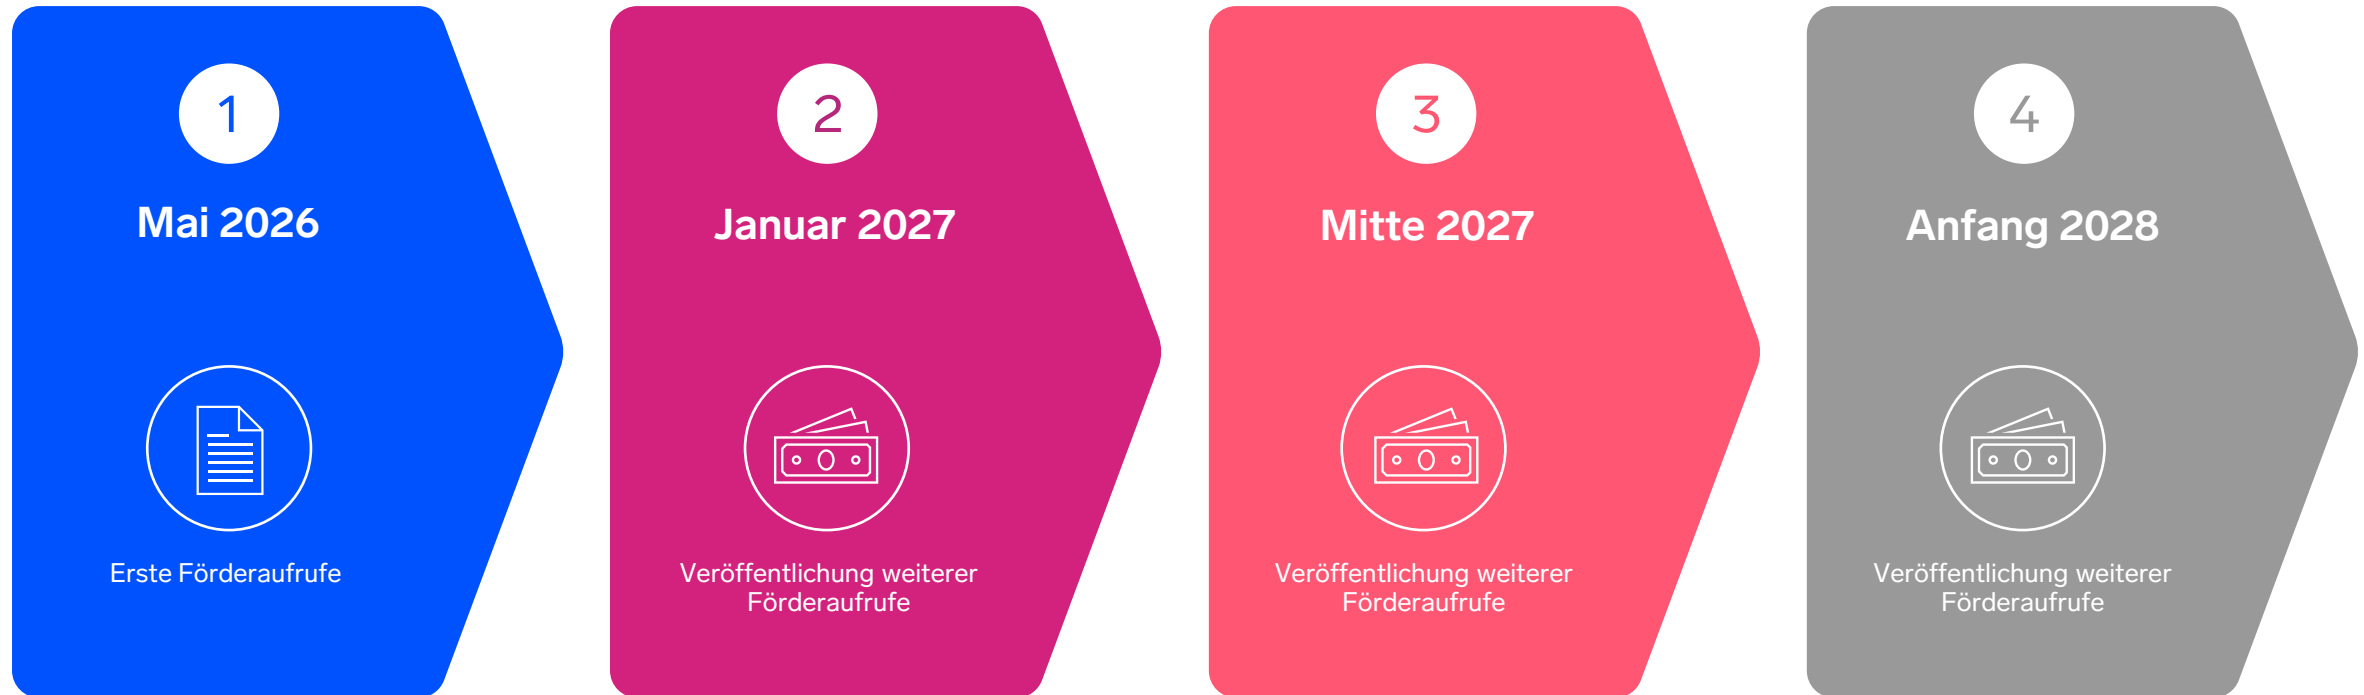 1
Mai 2026
Erste Förderaufrufe
2
Januar 2027
Veröffentlichung weiterer
Förderaufrufe
3
Mitte 2027
Veröffentlichung weiterer
Förderaufrufe
4
Anfang 2028
Veröffentlichung weiterer
Förderaufrufe